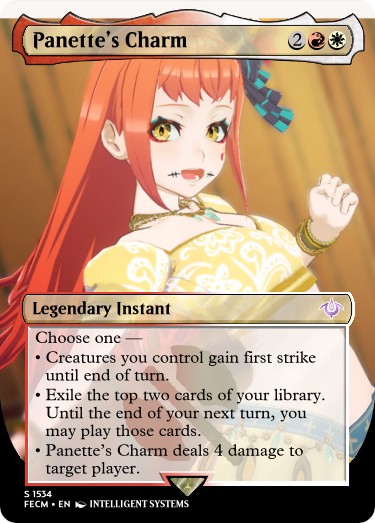 Panette's Charm 2
Legendary Instant
Choose one —
• Creatures you control gain first strike
until end of turn.
• Exile the top two cards of your library.
Until the end of your next turn, you
may play those cards.
• Panette's Charm deals 4 damage to
target player.
S 1534
FECM • EN INTELLIGENT SYSTEMS